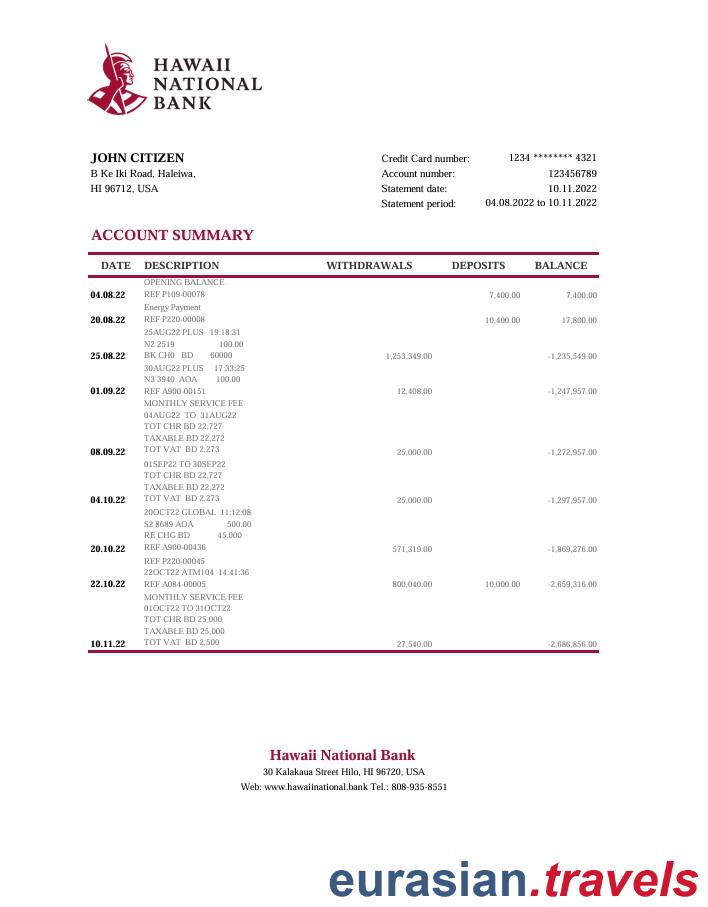 HAWAII
NATIONAL
BANK
JOHN CITIZEN
B Ke Iki Road, Haleiwa,
HI 96712, USA
Credit Card number: 1234 ******** 4321
Account number: 123456789
Statement date: 10.11.2022
Statement period: 04.08.2022 to 10.11.2022
ACCOUNT SUMMARY
DATE DESCRIPTION WITHDRAWALS DEPOSITS BALANCE
OPENING BALANCE
04.08.22 REF P109-00078 7,400.00 7,400.00
Energy Payment
20.08.22 REF P220-00008 10,400.00 17,800.00
25AUG22 PLUS 19:18:31
N2 2519 100.00
25.08.22 BK CH0 BD 60000 1,253,349.00 -1,235,549.00
30AUG22 PLUS 17:33:25
N3 3940 AOA 100.00
01.09.22 REF A900-00151 12,408.00 -1,247,957.00
MONTHLY SERVICE FEE
04AUG22 TO 31AUG22
TOT CHR BD 22,727
TAXABLE BD 22,272
08.09.22 TOT VAT BD 2,273 25,000.00 -1,272,957.00
01SEP22 TO 30SEP22
TOT CHR BD 22,727
TAXABLE BD 22,272
04.10.22 TOT VAT BD 2,273 25,000.00 -1,297,957.00
20OCT22 GLOBAL 11:12:08
S2 8689 AOA 500.00
RE CHG BD 45.000
20.10.22 REF A900-00436 571,319.00 -1,869,276.00
REF P220-00045
22OCT22 ATM104 14:41:36
22.10.22 REF A084-00005 800,040.00 10,000.00 -2,659,316.00
MONTHLY SERVICE FEE
01OCT22 TO 31OCT22
TOT CHR BD 25,000
TAXABLE BD 25,000
10.11.22 TOT VAT BD 2,500 27,540.00 -2,686,856.00
Hawaii National Bank
30 Kalakaua Street Hilo, HI 96720, USA
Web: www.hawaiinational.bank Tel.: 808-935-8551
eurasian.travels